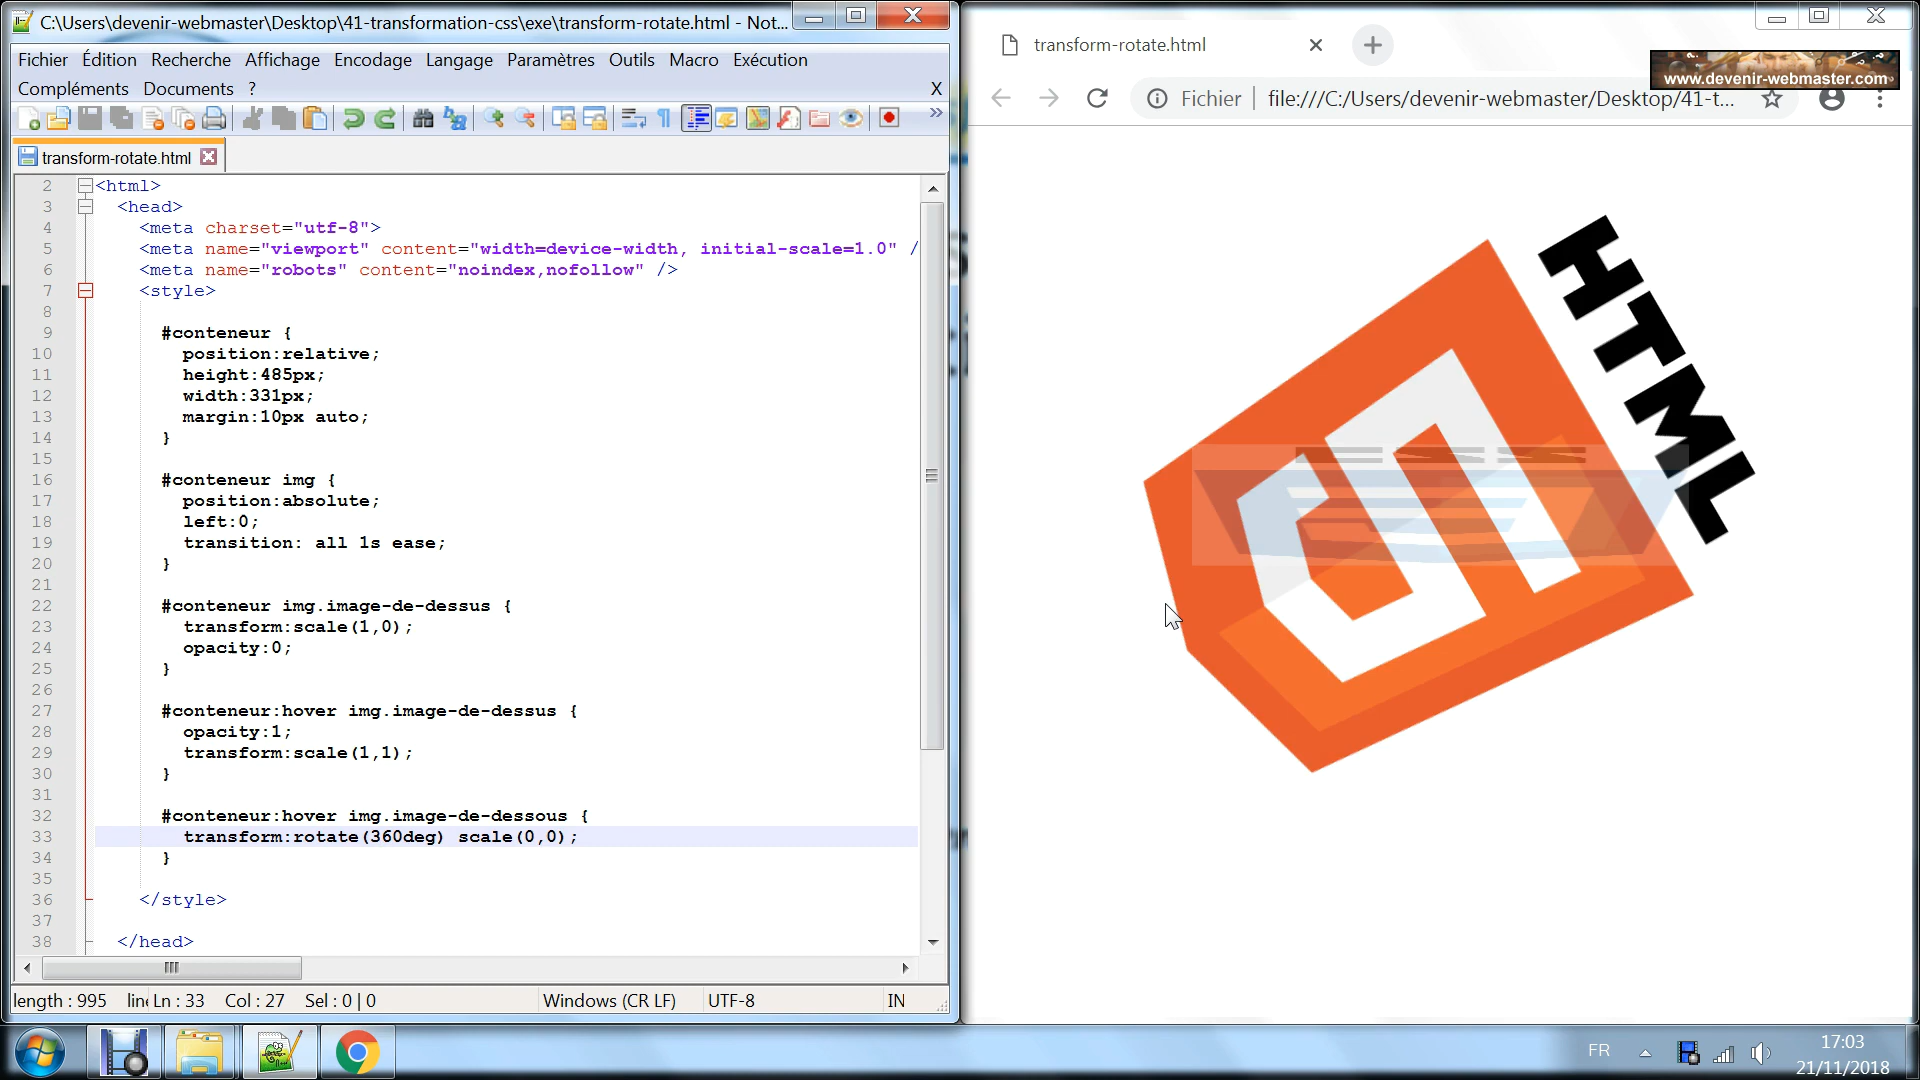 C:\Users\devenir-webmaster\Desktop\41-transformation-css\exe\transform-rotate.html - Not...
Fichier Édition Recherche Affichage Encodage Langage Paramètres Outils Macro Exécution
Compléments Documents ? X
transform-rotate.html
2 <html>
3 <head>
4 <meta charset="utf-8">
5 <meta name="viewport" content="width=device-width, initial-scale=1.0" /
6 <meta name="robots" content="noindex,nofollow" />
7 <style>
8
9 #conteneur {
10 position:relative;
11 height:485px;
12 width:331px;
13 margin:10px auto;
14 }
15
16 #conteneur img {
17 position:absolute;
18 left:0;
19 transition: all 1s ease;
20 }
21
22 #conteneur img.image-de-dessus {
23 transform:scale(1,0);
24 opacity:0;
25 }
26
27 #conteneur:hover img.image-de-dessus {
28 opacity:1;
29 transform:scale(1,1);
30 }
31
32 #conteneur:hover img.image-de-dessous {
33 transform:rotate(360deg) scale(0,0);
34 }
35
36 </style>
37
38 </head>
length : 995 line Ln : 33 Col : 27 Sel : 0 | 0 Windows (CR LF) UTF-8 IN
transform-rotate.html
www.devenir-webmaster.com
Fichier file:///C:/Users/devenir-webmaster/Desktop/41-t...
HTML
5
FR
17:03
21/11/2018